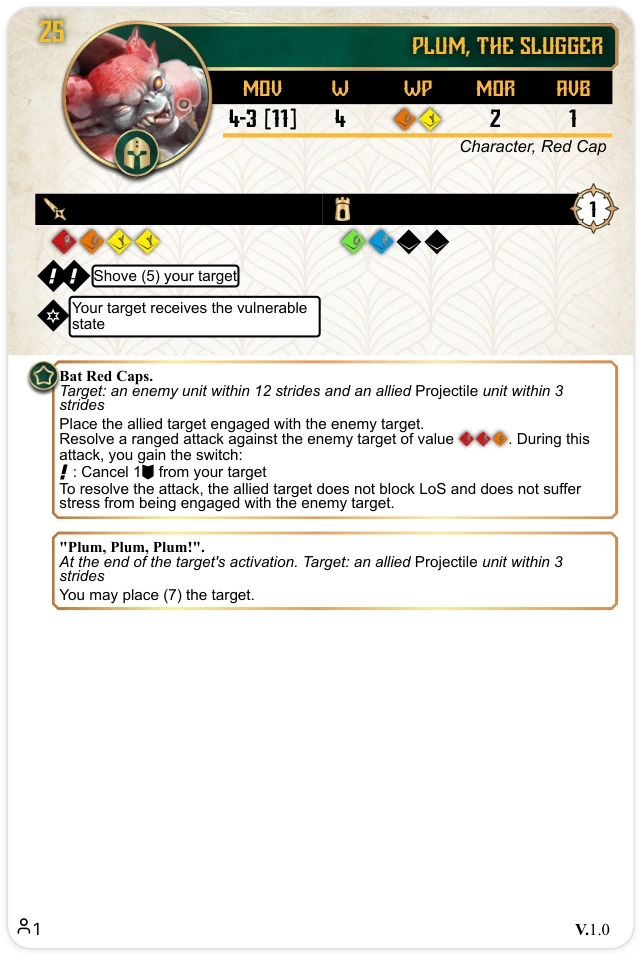 25
PLUM, THE SLUGGER
MOV W WP MOR AVB
4-3 [11] 4 2 1
Character, Red Cap
1
Shove (5) your target
Your target receives the vulnerable
state
Bat Red Caps.
Target: an enemy unit within 12 strides and an allied Projectile unit within 3
strides
Place the allied target engaged with the enemy target.
Resolve a ranged attack against the enemy target of value . During this
attack, you gain the switch:
! : Cancel 1 from your target
To resolve the attack, the allied target does not block LoS and does not suffer
stress from being engaged with the enemy target.
"Plum, Plum, Plum!".
At the end of the target's activation. Target: an allied Projectile unit within 3
strides
You may place (7) the target.
1
V.1.0